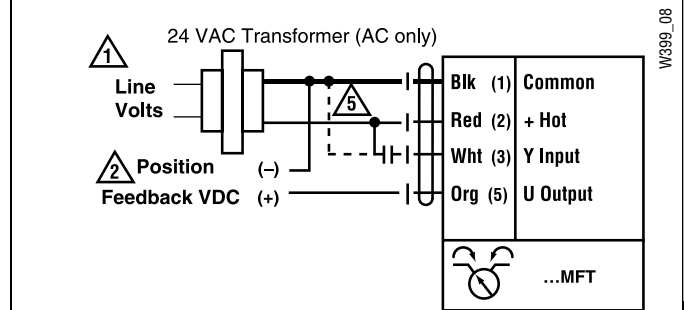 24 VAC Transformer (AC only)
W399_08
1
Line
Volts
Blk (1) Common
5
Red (2) + Hot
Wht (3) Y Input
2
Position (–)
Feedback VDC (+)
Org (5) U Output
...MFT